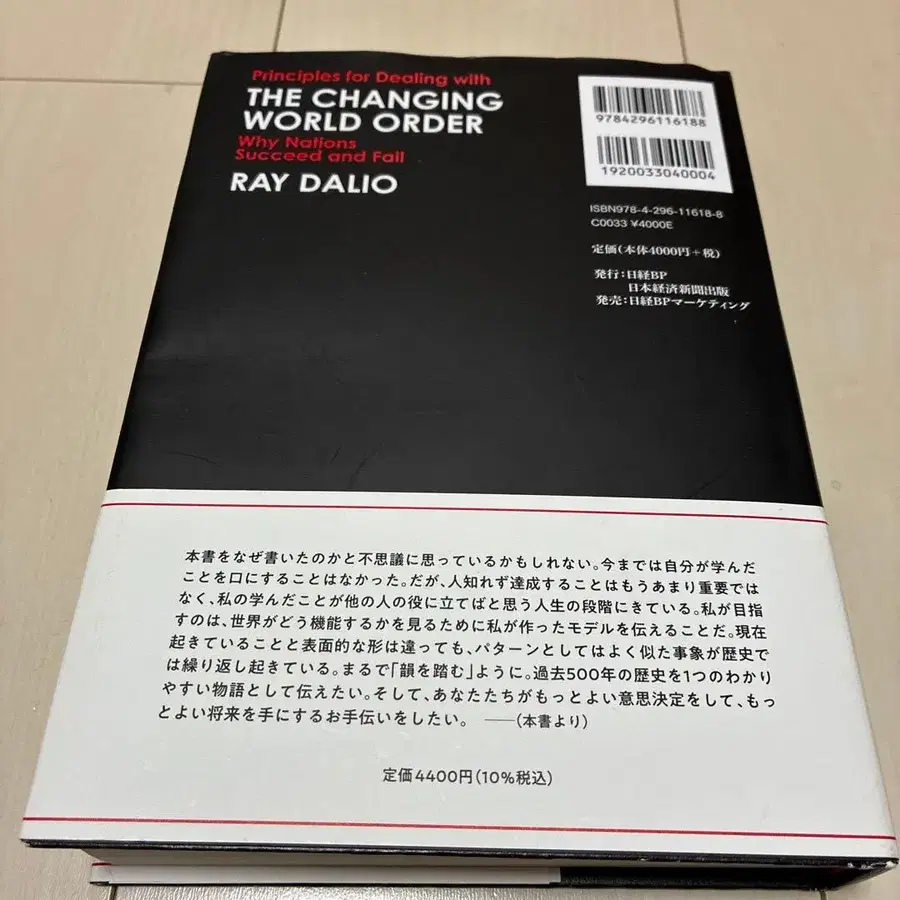 Principles for Dealing with
THE CHANGING
WORLD ORDER
Why Nations
Succeed and Fall
RAY DALIO
9784296116188
1920033040004
ISBN978-4-296-11618-8
C0033 ¥4000E
定価(本体4000円+税)
発行:日経BP
日本経済新聞出版
発売:日経BPマーケティング
本書をなぜ書いたのかと不思議に思っているかもしれない。今までは自分が学んだ
ことを口にすることはなかった。だが、人知れず達成することはもうあまり重要では
なく、私の学んだことが他の人の役に立てばと思う人生の段階にきている。私が目指
すのは、世界がどう機能するかを見るために私が作ったモデルを伝えることだ。現在
起きていることと表面的な形は違っても、パターンとしてはよく似た事象が歴史で
は繰り返し起きている。まるで「韻を踏む」ように。過去500年の歴史を1つのわかり
やすい物語として伝えたい。そして、あなたたちがもっとよい意思決定をして、もっ
とよい将来を手にするお手伝いをしたい。 ——(本書より)
定価4400円(10%税込)